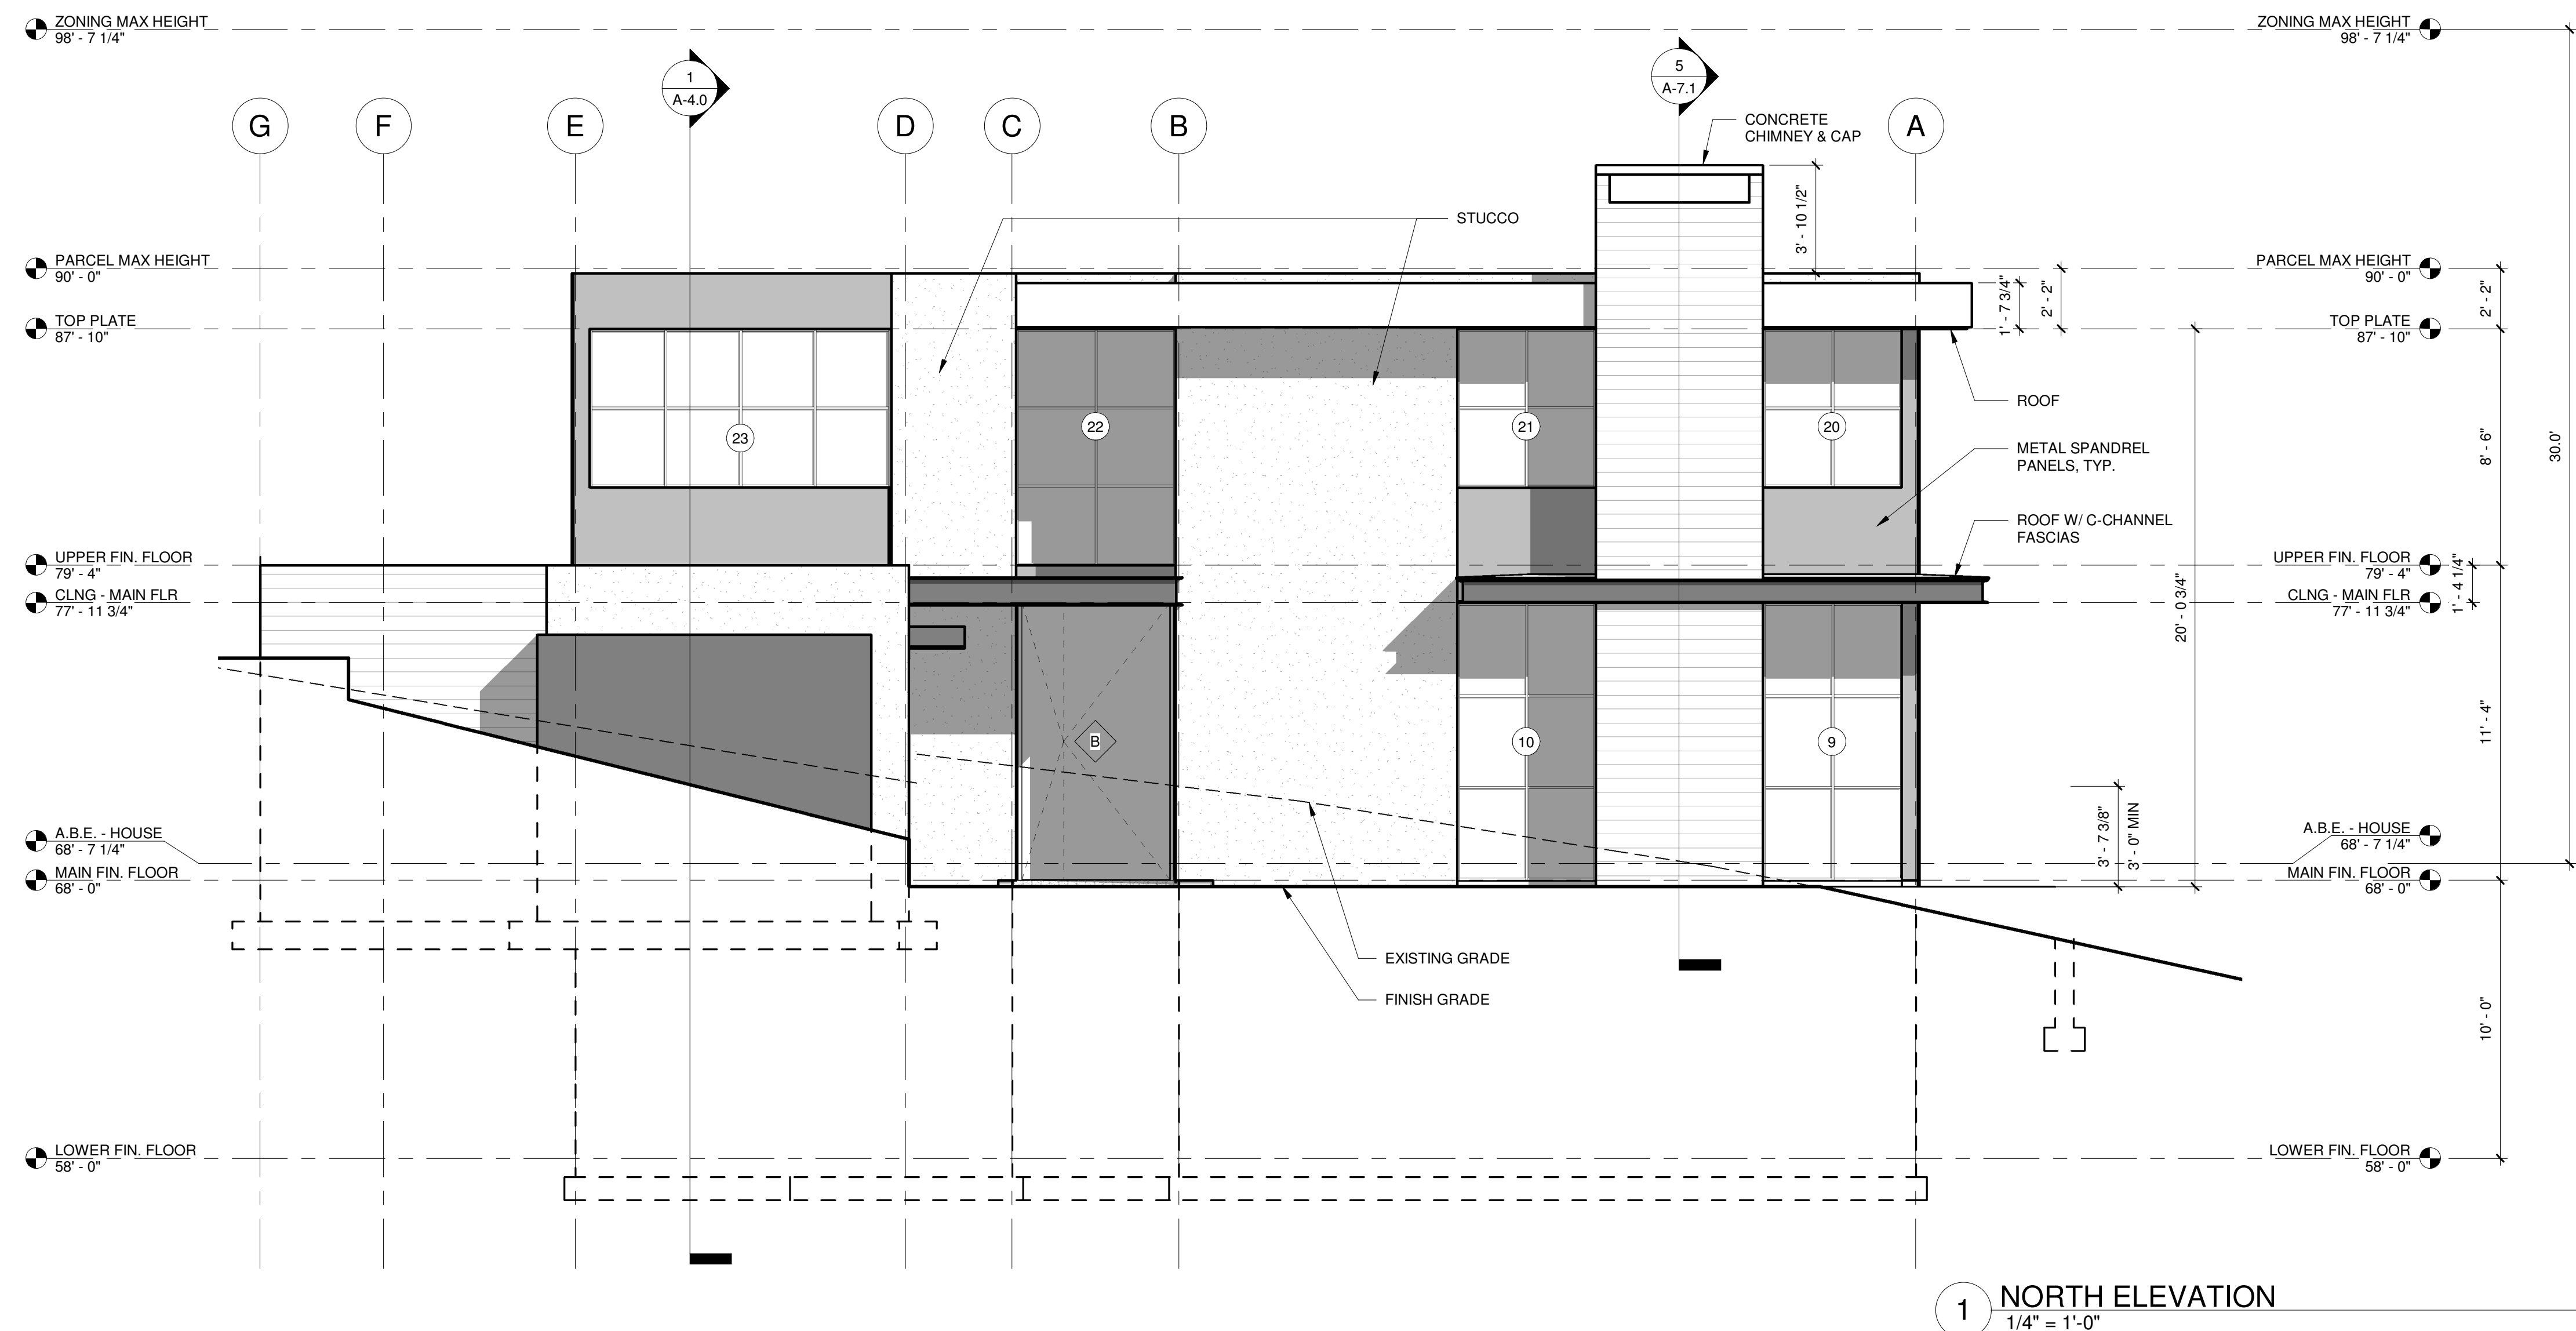 ZONING MAX HEIGHT
98' - 7 1/4"
ZONING MAX HEIGHT
98' - 7 1/4"
1
A-4.0
5
A-7.1
G
F
E
D
C
B
A
CONCRETE
CHIMNEY & CAP
3' - 10 1/2"
STUCCO
PARCEL MAX HEIGHT
90' - 0"
PARCEL MAX HEIGHT
90' - 0"
1' - 7 3/4"
2' - 2"
2' - 2"
TOP PLATE
87' - 10"
TOP PLATE
87' - 10"
ROOF
23
22
21
20
METAL SPANDREL
PANELS, TYP.
8' - 6"
30.0'
ROOF W/ C-CHANNEL
FASCIAS
UPPER FIN. FLOOR
79' - 4"
UPPER FIN. FLOOR
79' - 4"
CLNG - MAIN FLR
77' - 11 3/4"
CLNG - MAIN FLR
77' - 11 3/4"
1' - 4 1/4"
20' - 0 3/4"
11' - 4"
B
10
9
3' - 7 3/8"
3' - 0" MIN
A.B.E. - HOUSE
68' - 7 1/4"
A.B.E. - HOUSE
68' - 7 1/4"
MAIN FIN. FLOOR
68' - 0"
MAIN FIN. FLOOR
68' - 0"
EXISTING GRADE
FINISH GRADE
10' - 0"
LOWER FIN. FLOOR
58' - 0"
LOWER FIN. FLOOR
58' - 0"
1
NORTH ELEVATION
1/4" = 1'-0"